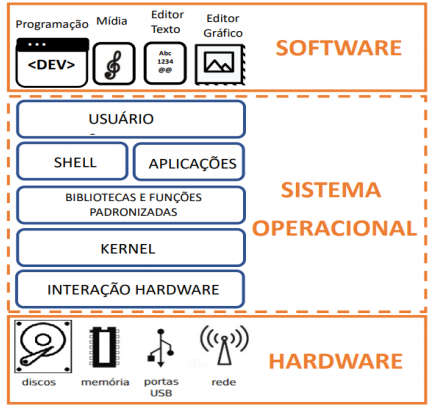 Programação
Mídia
Editor
Texto
Editor
Gráfico
<DEV>
Abc
1234
@@
SOFTWARE
USUÁRIO
SHELL
APLICAÇÕES
BIBLIOTECAS E FUNÇÕES
PADRONIZADAS
KERNEL
INTERAÇÃO HARDWARE
SISTEMA
OPERACIONAL
discos
memória
portas
USB
rede
HARDWARE